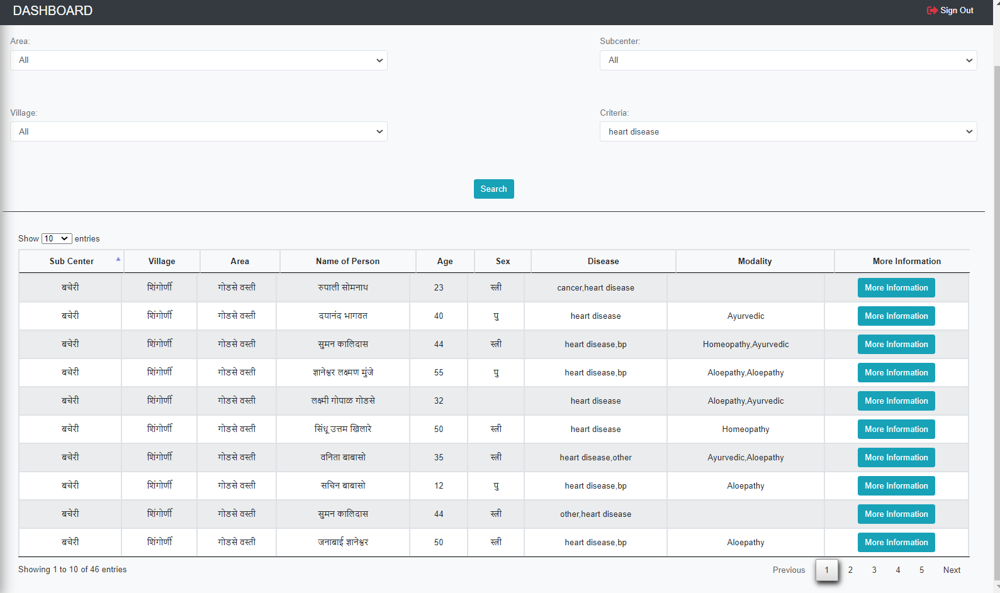 DASHBOARD Sign Out
Area: Subcenter:
All All
Village: Criteria:
All heart disease
Search
Show 10 entries
Sub Center Village Area Name of Person Age Sex Disease Modality More Information
बचेरी शिंगोर्णी गोडसे वस्ती रुपाली सोमनाथ 23 स्त्री cancer,heart disease More Information
बचेरी शिंगोर्णी गोडसे वस्ती दयानंद भागवत 40 पु heart disease Ayurvedic More Information
बचेरी शिंगोर्णी गोडसे वस्ती सुमन कालिदास 44 स्त्री heart disease,bp Homeopathy,Ayurvedic More Information
बचेरी शिंगोर्णी गोडसे वस्ती ज्ञानेश्वर लक्ष्मण मुंजे 55 पु heart disease,bp Aloepathy,Aloepathy More Information
बचेरी शिंगोर्णी गोडसे वस्ती लक्ष्मी गोपाळ गोडसे 32 heart disease Aloepathy,Ayurvedic More Information
बचेरी शिंगोर्णी गोडसे वस्ती सिंधू उत्तम खिलारे 50 स्त्री heart disease Homeopathy More Information
बचेरी शिंगोर्णी गोडसे वस्ती वनिता बाबासो 35 स्त्री heart disease,other Ayurvedic,Aloepathy More Information
बचेरी शिंगोर्णी गोडसे वस्ती सचिन बाबासो 12 पु heart disease,bp Aloepathy More Information
बचेरी शिंगोर्णी गोडसे वस्ती सुमन कालिदास 44 स्त्री other,heart disease More Information
बचेरी शिंगोर्णी गोडसे वस्ती जनाबाई ज्ञानेश्वर 50 स्त्री heart disease,bp Aloepathy More Information
Showing 1 to 10 of 46 entries Previous 1 2 3 4 5 Next